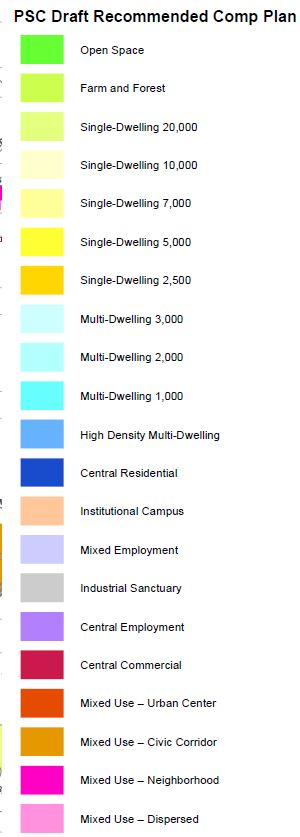 PSC Draft Recommended Comp Plan
Open Space
Farm and Forest
Single-Dwelling 20,000
Single-Dwelling 10,000
Single-Dwelling 7,000
Single-Dwelling 5,000
Single-Dwelling 2,500
Multi-Dwelling 3,000
Multi-Dwelling 2,000
Multi-Dwelling 1,000
High Density Multi-Dwelling
Central Residential
Institutional Campus
Mixed Employment
Industrial Sanctuary
Central Employment
Central Commercial
Mixed Use – Urban Center
Mixed Use – Civic Corridor
Mixed Use – Neighborhood
Mixed Use – Dispersed